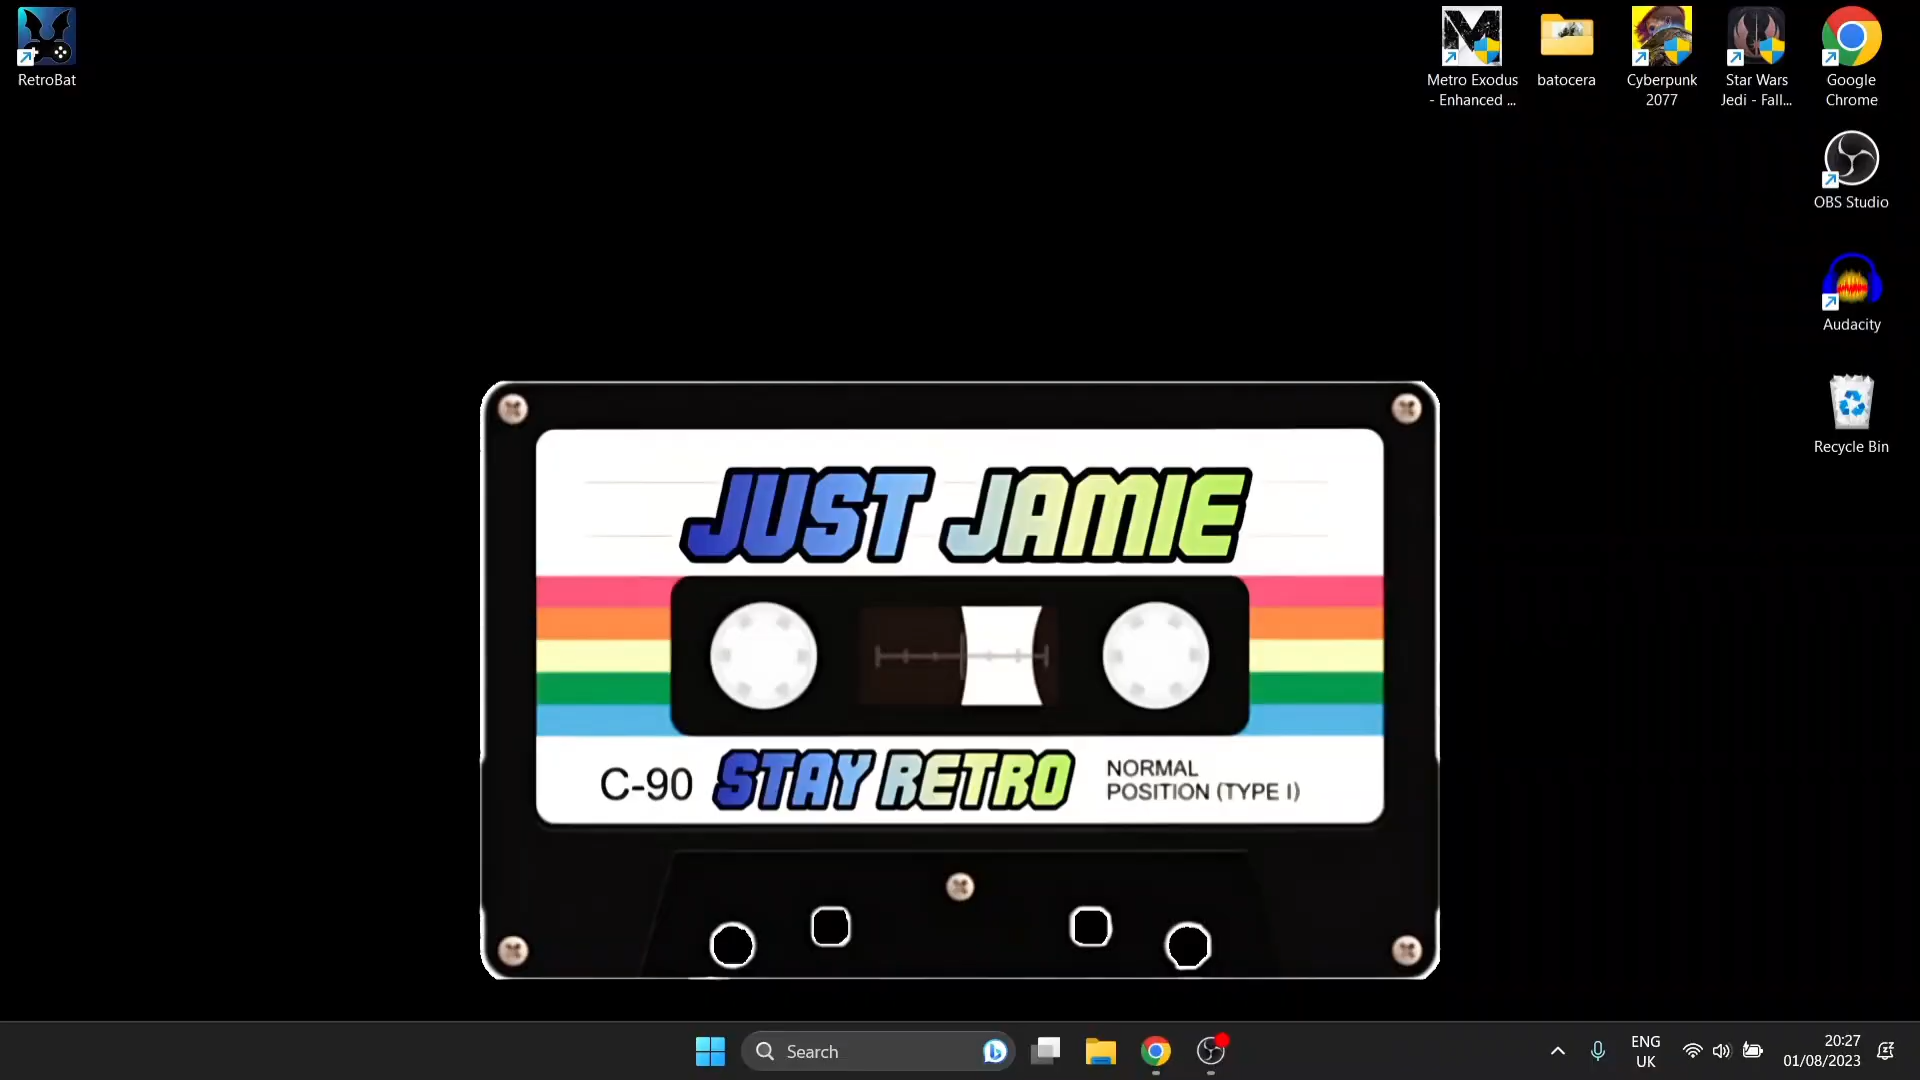 RetroBat
Metro Exodus
- Enhanced ...
batocera
Cyberpunk
2077
Star Wars
Jedi - Fall...
Google
Chrome
OBS Studio
Audacity
Recycle Bin
JUST JAMIE
C-90
STAY RETRO
NORMAL
POSITION (TYPE I)
Search
ENG
UK
20:27
01/08/2023